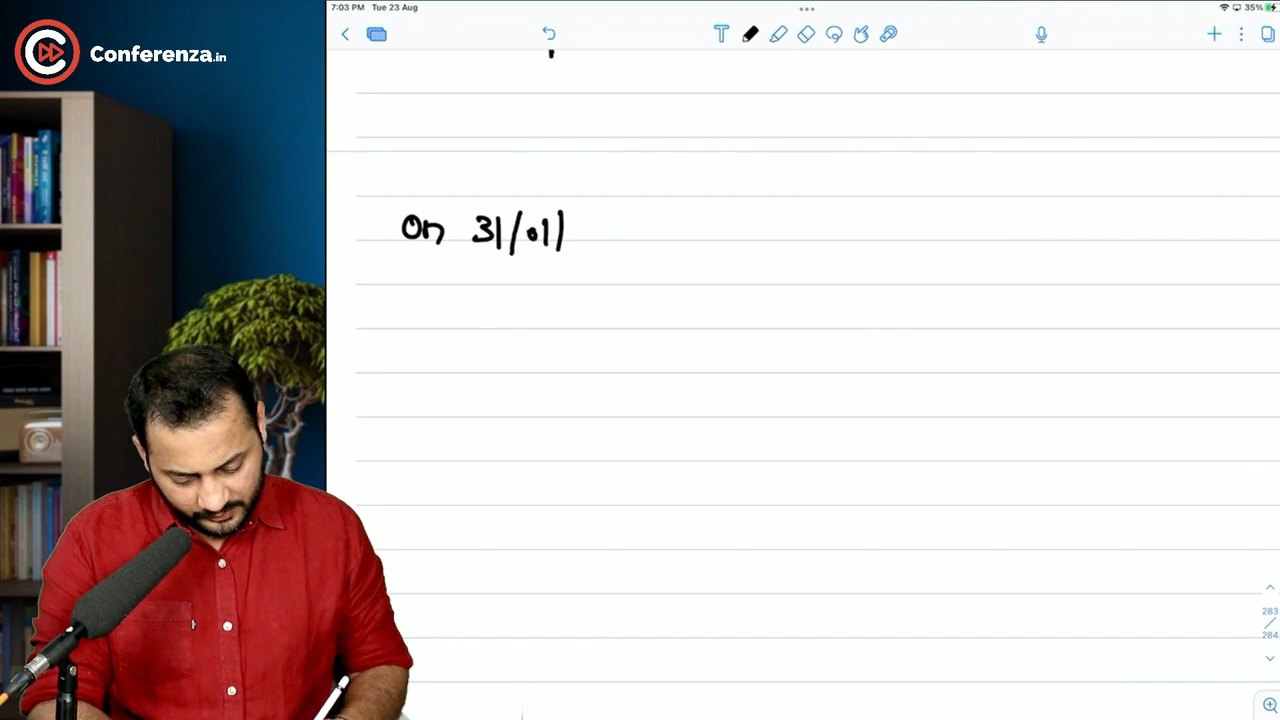 7:03 PM Tue 23 Aug
35%
Conferenza.in
On 31/01/
283
284